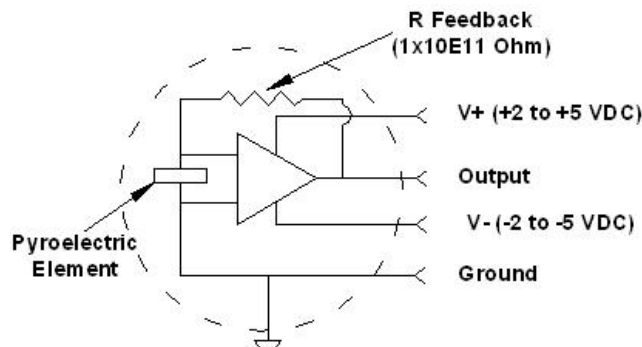 R Feedback
(1x10E11 Ohm)
V+ (+2 to +5 VDC)
Output
V- (-2 to -5 VDC)
Pyroelectric
Element
Ground